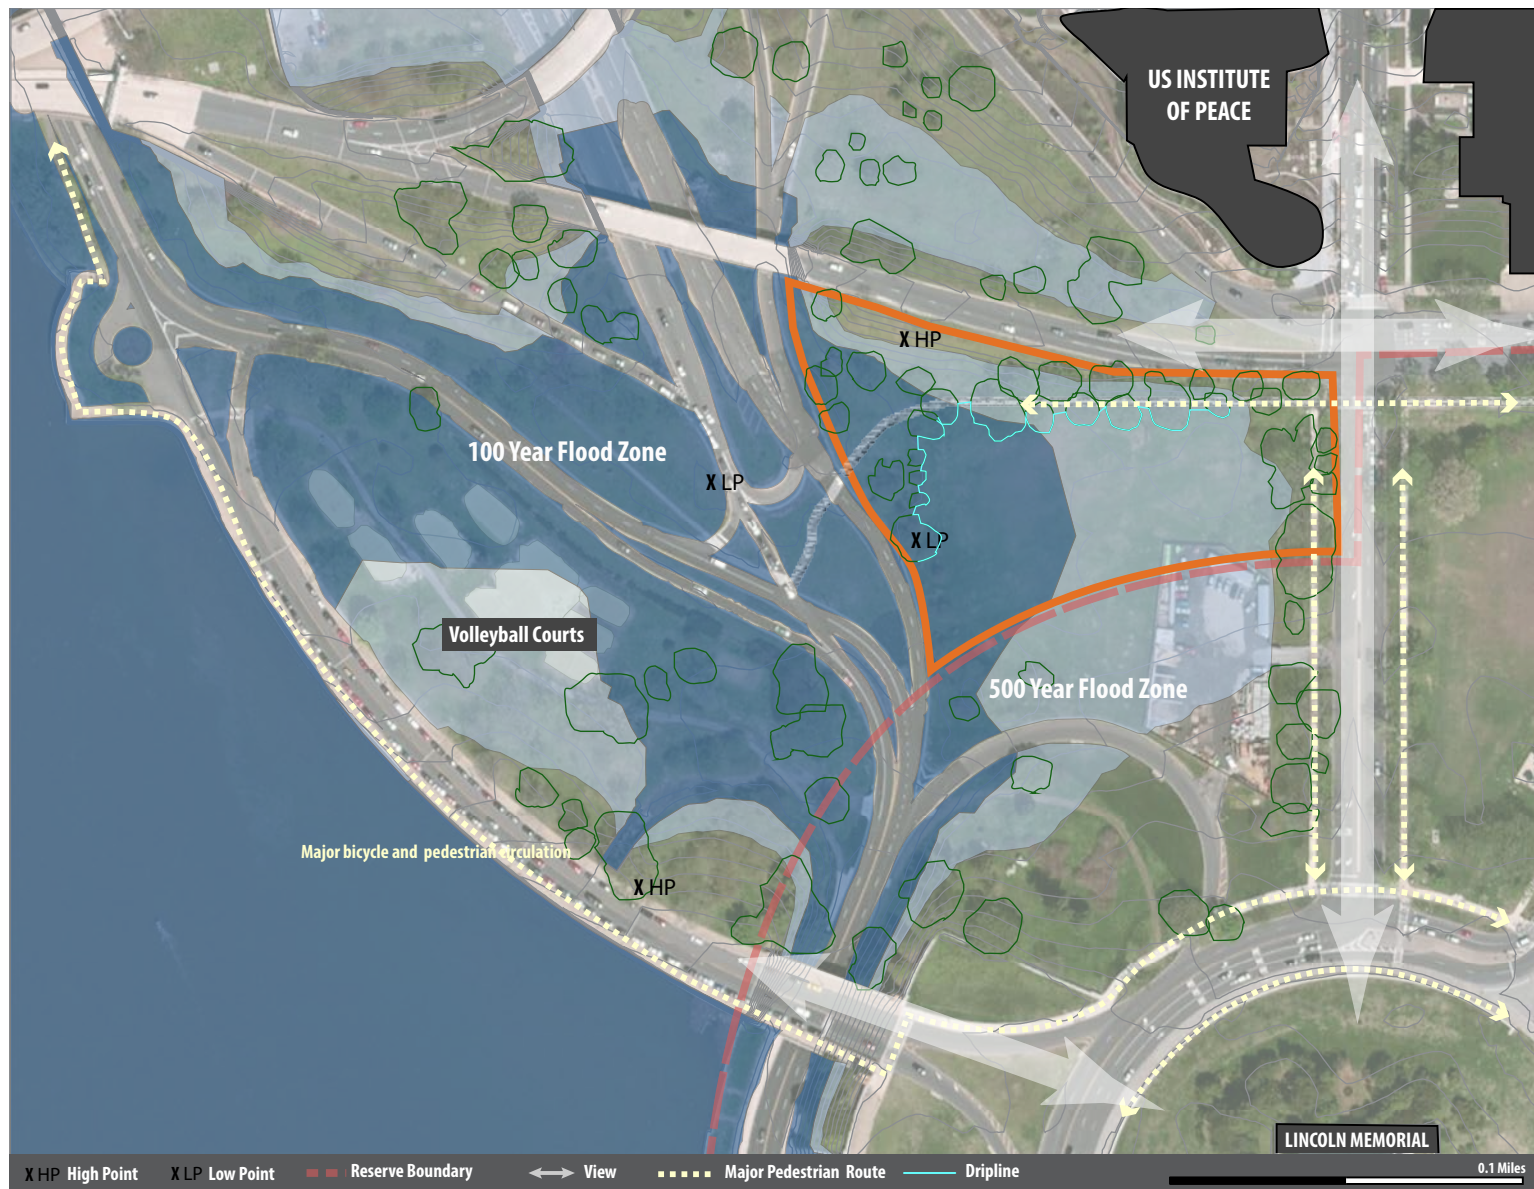 US INSTITUTE
OF PEACE
X HP
100 Year Flood Zone
X LP
X LP
Volleyball Courts
500 Year Flood Zone
Major bicycle and pedestrian circulation
X HP
LINCOLN MEMORIAL
X HP High Point
X LP Low Point
Reserve Boundary
View
Major Pedestrian Route
Dripline
0.1 Miles